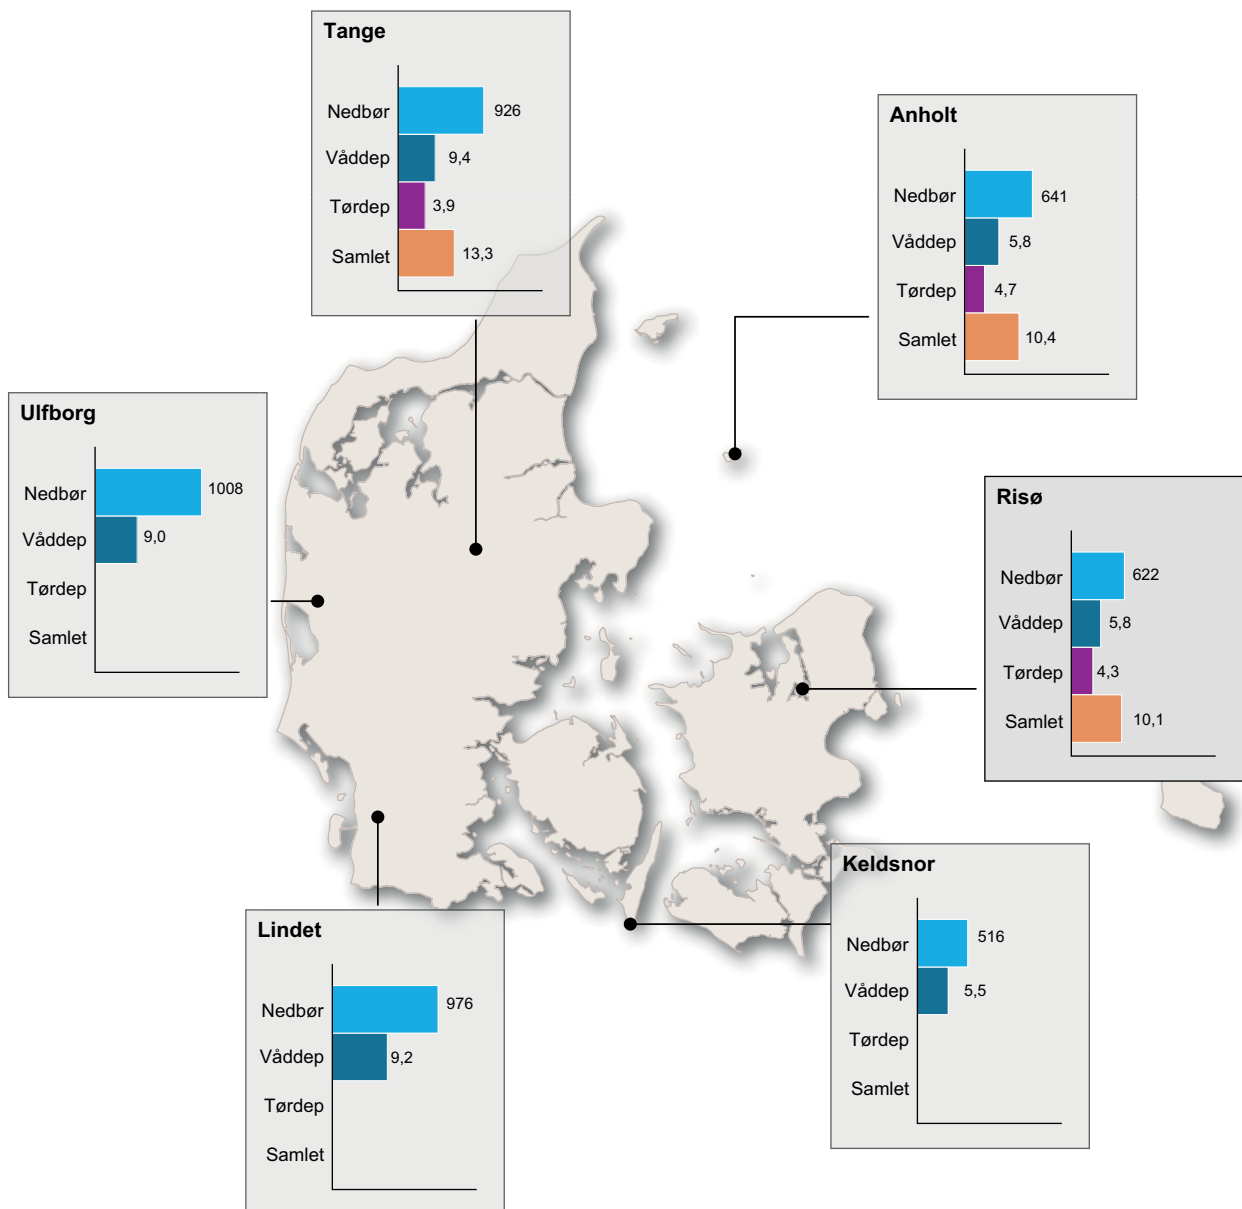 Tange
Nedbør 926
Våddep 9,4
Tørdep 3,9
Samlet 13,3
Anholt
Nedbør 641
Våddep 5,8
Tørdep 4,7
Samlet 10,4
Ulfborg
Nedbør 1008
Våddep 9,0
Tørdep
Samlet
Risø
Nedbør 622
Våddep 5,8
Tørdep 4,3
Samlet 10,1
Keldsnor
Nedbør 516
Våddep 5,5
Tørdep
Samlet
Lindet
Nedbør 976
Våddep 9,2
Tørdep
Samlet